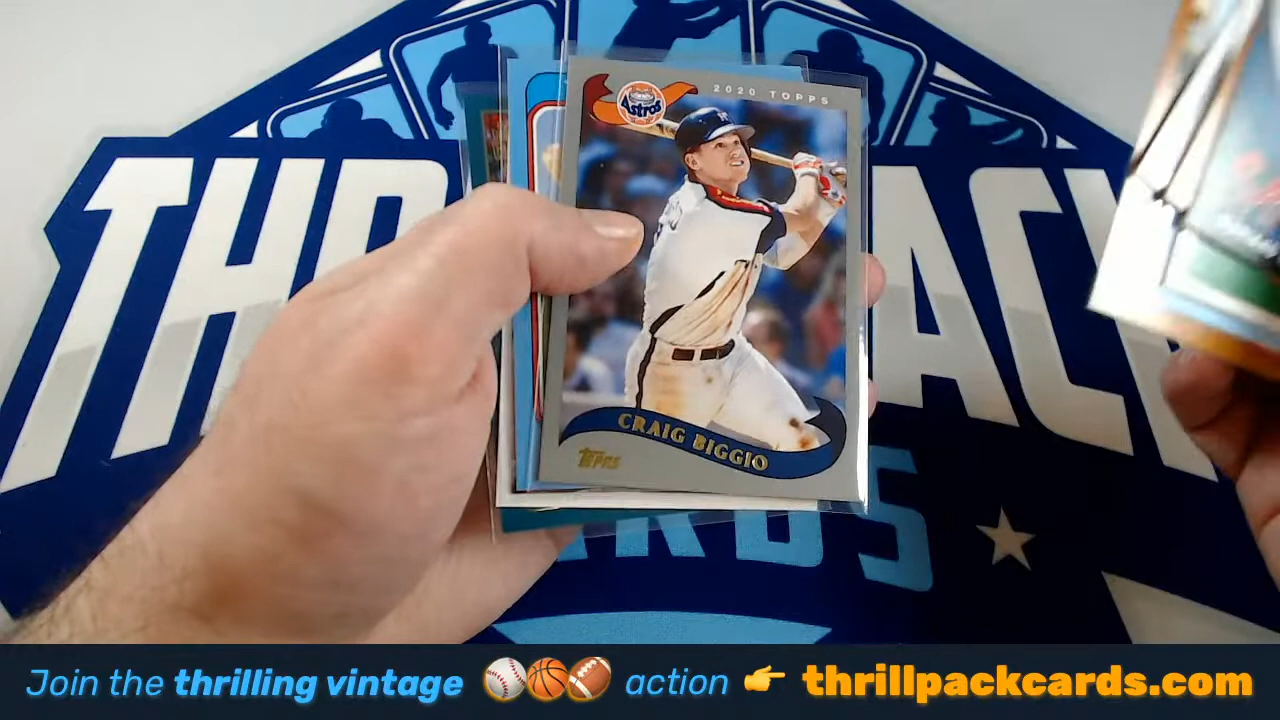 2020 TOPPS
Astros
CRAIG BIGGIO
TOPPS
Join the thrilling vintage action 👉 thrillpackcards.com